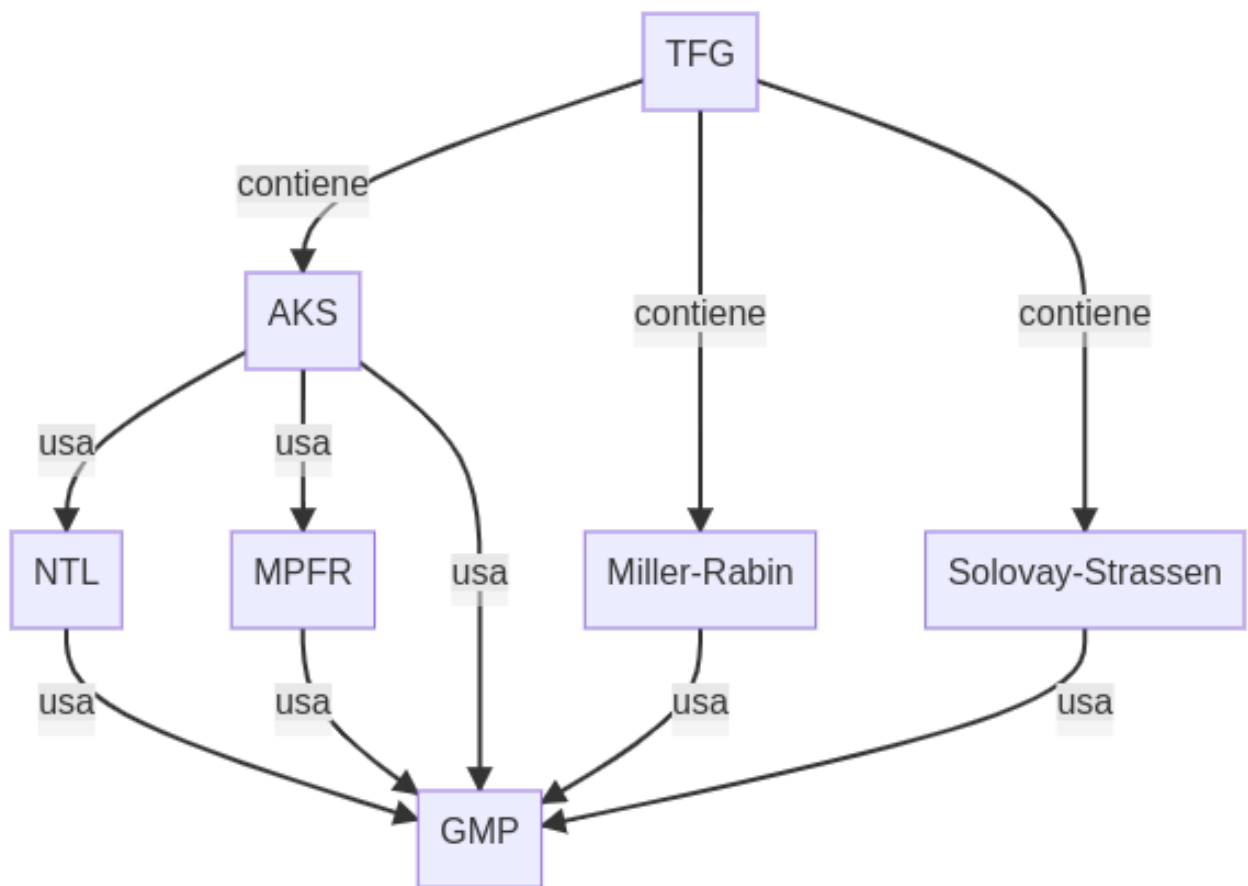 TFG
contiene
AKS
contiene
contiene
usa
usa
NTL
MPFR
usa
Miller-Rabin
Solovay-Strassen
usa
usa
usa
usa
GMP